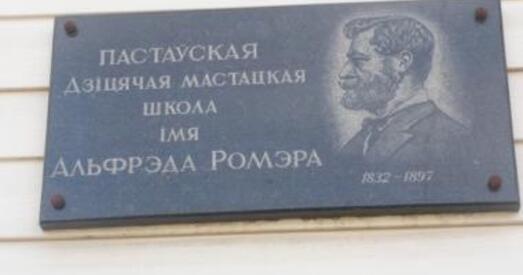 ПАСТАЎСКАЯ
ДЗІЦЯЧАЯ МАСТАЦКАЯ
ШКОЛА
ІМЯ
АЛЬФРЭДА РОМЭРА
1832-1897